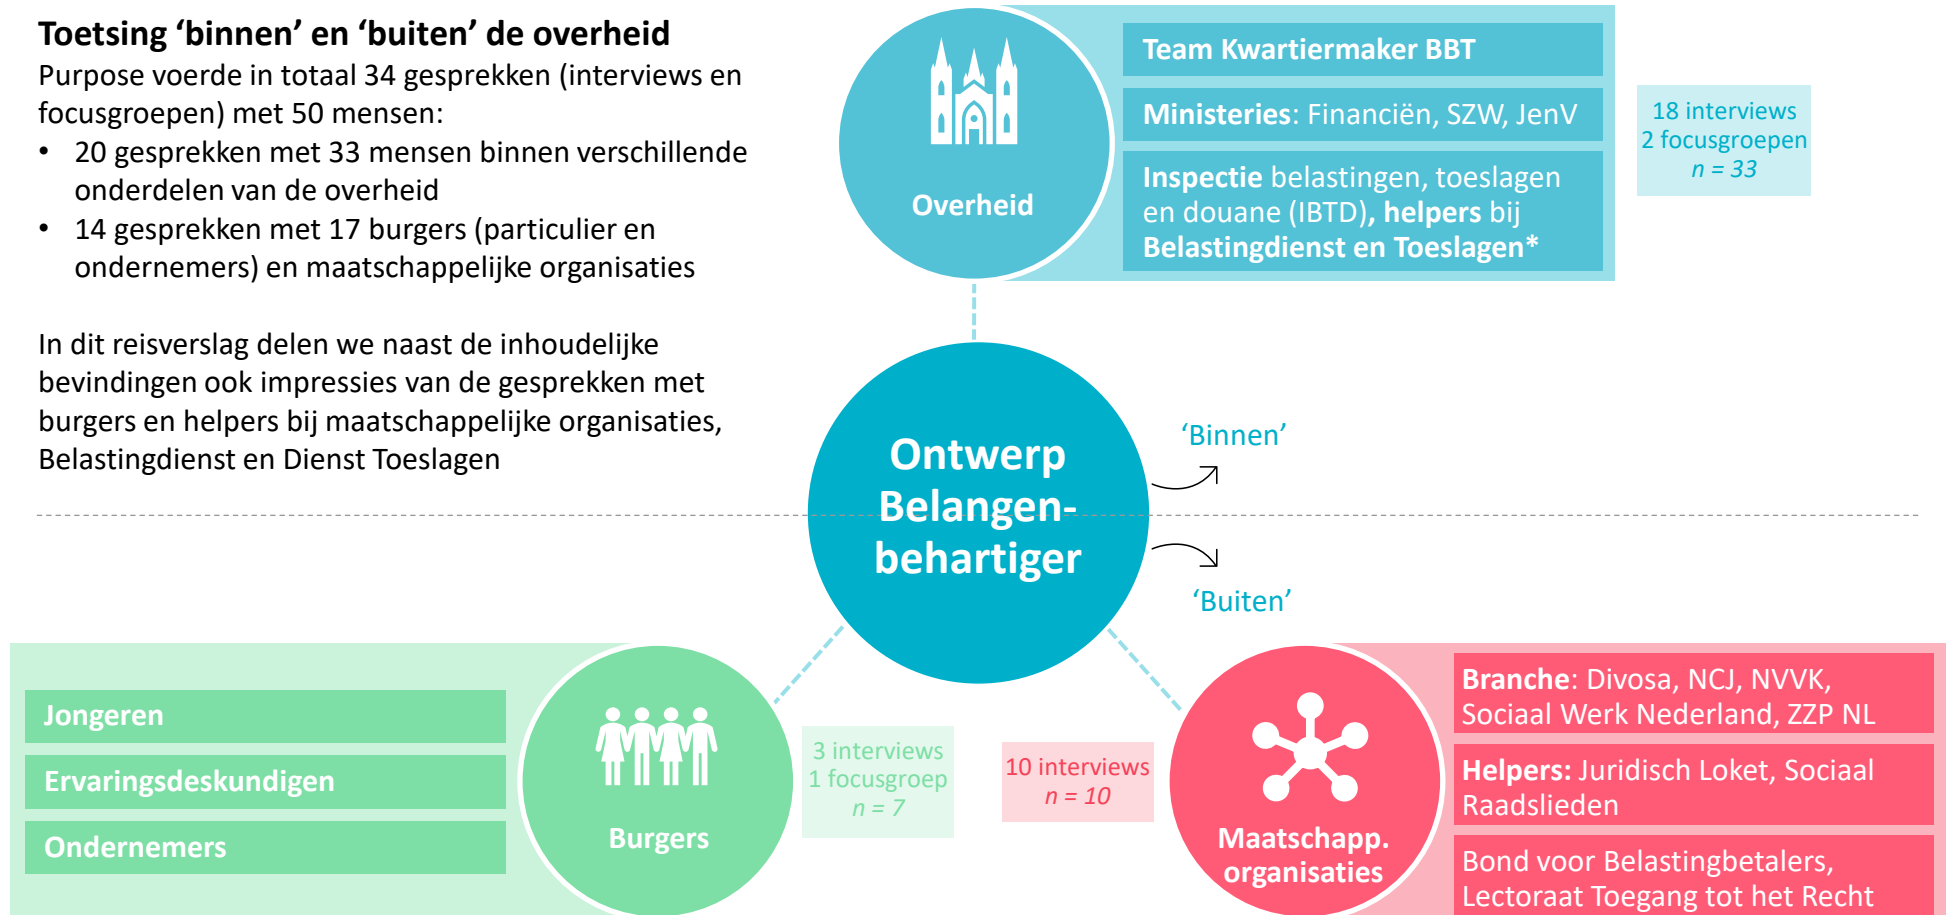 Toetsing ‘binnen’ en ‘buiten’ de overheid
Purpose voerde in totaal 34 gesprekken (interviews en
focusgroepen) met 50 mensen:
• 20 gesprekken met 33 mensen binnen verschillende
onderdelen van de overheid
• 14 gesprekken met 17 burgers (particulier en
ondernemers) en maatschappelijke organisaties
In dit reisverslag delen we naast de inhoudelijke
bevindingen ook impressies van de gesprekken met
burgers en helpers bij maatschappelijke organisaties,
Belastingdienst en Dienst Toeslagen
Overheid
Team Kwartiermaker BBT
Ministeries: Financiën, SZW, JenV
Inspectie belastingen, toeslagen
en douane (IBTD), helpers bij
Belastingdienst en Toeslagen*
18 interviews
2 focusgroepen
n = 33
Ontwerp
Belangen-
behartiger
‘Binnen’
‘Buiten’
Jongeren
Ervaringsdeskundigen
Ondernemers
Burgers
3 interviews
1 focusgroep
n = 7
10 interviews
n = 10
Maatschapp.
organisaties
Branche: Divosa, NCJ, NVVK,
Sociaal Werk Nederland, ZZP NL
Helpers: Juridisch Loket, Sociaal
Raadslieden
Bond voor Belastingbetalers,
Lectoraat Toegang tot het Recht